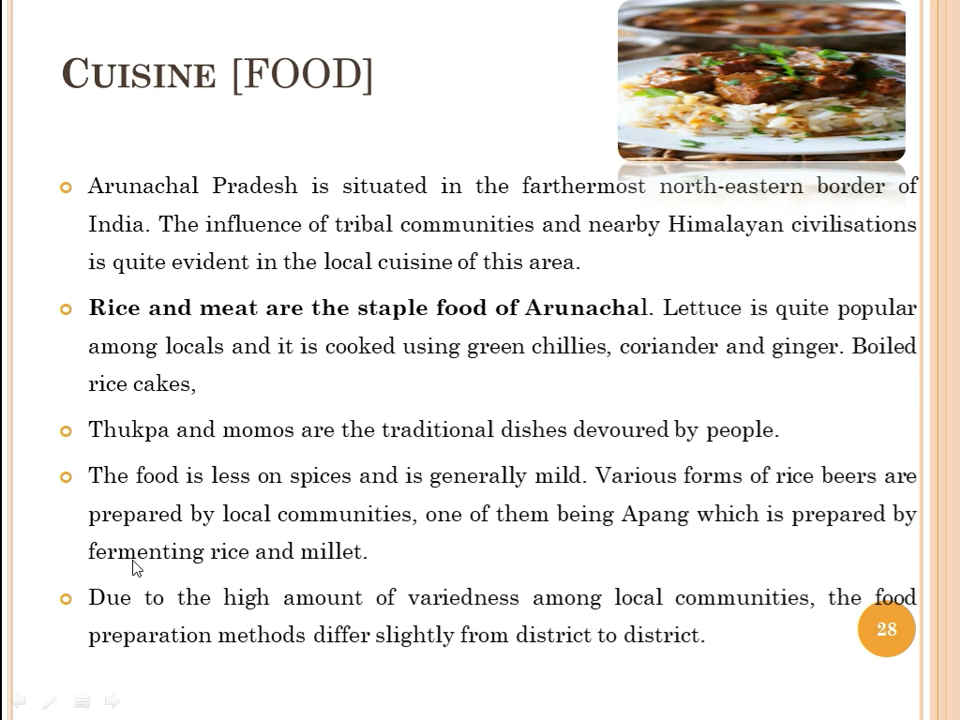 CUISINE [FOOD]
Arunachal Pradesh is situated in the farthermost north-eastern border of
India. The influence of tribal communities and nearby Himalayan civilisations
is quite evident in the local cuisine of this area.
Rice and meat are the staple food of Arunachal. Lettuce is quite popular
among locals and it is cooked using green chillies, coriander and ginger. Boiled
rice cakes,
Thukpa and momos are the traditional dishes devoured by people.
The food is less on spices and is generally mild. Various forms of rice beers are
prepared by local communities, one of them being Apang which is prepared by
fermenting rice and millet.
Due to the high amount of variedness among local communities, the food
preparation methods differ slightly from district to district.
28